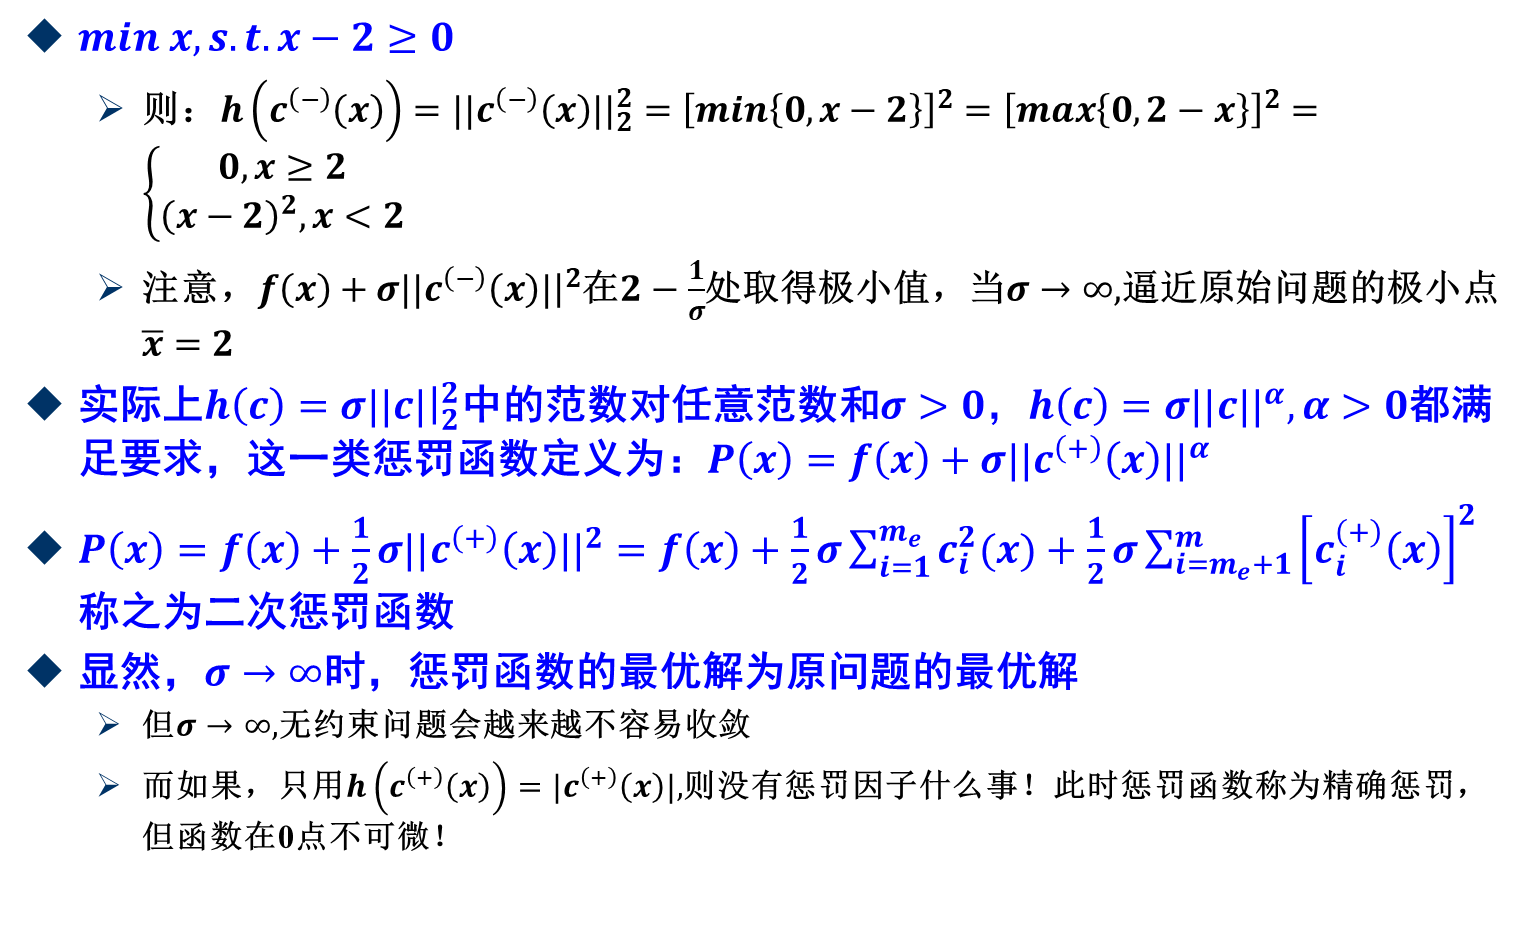 ◆ min x, s.t. x − 2 ≥ 0
➢ 则：h(c⁽⁻⁾(x)) = ||c⁽⁻⁾(x)||₂² = [min{0, x − 2}]² = [max{0, 2 − x}]² =
{ 0, x ≥ 2
(x − 2)², x < 2
➢ 注意，f(x) + σ||c⁽⁻⁾(x)||²在2 − 1/σ处取得极小值，当σ → ∞,逼近原始问题的极小点
x̅ = 2
◆ 实际上h(c) = σ||c||₂²中的范数对任意范数和σ > 0，h(c) = σ||c||^α, α > 0都满
足要求，这一类惩罚函数定义为：P(x) = f(x) + σ||c⁽⁺⁾(x)||^α
◆ P(x) = f(x) + 1/2 σ||c⁽⁺⁾(x)||² = f(x) + 1/2 σ∑_{i=1}^{m_e} c_i²(x) + 1/2 σ∑_{i=m_e+1}^{m} [c_i⁽⁺⁾(x)]²
称之为二次惩罚函数
◆ 显然，σ → ∞时，惩罚函数的最优解为原问题的最优解
➢ 但σ → ∞,无约束问题会越来越不容易收敛
➢ 而如果，只用h(c⁽⁺⁾(x)) = |c⁽⁺⁾(x)|,则没有惩罚因子什么事！此时惩罚函数称为精确惩罚，
但函数在0点不可微！